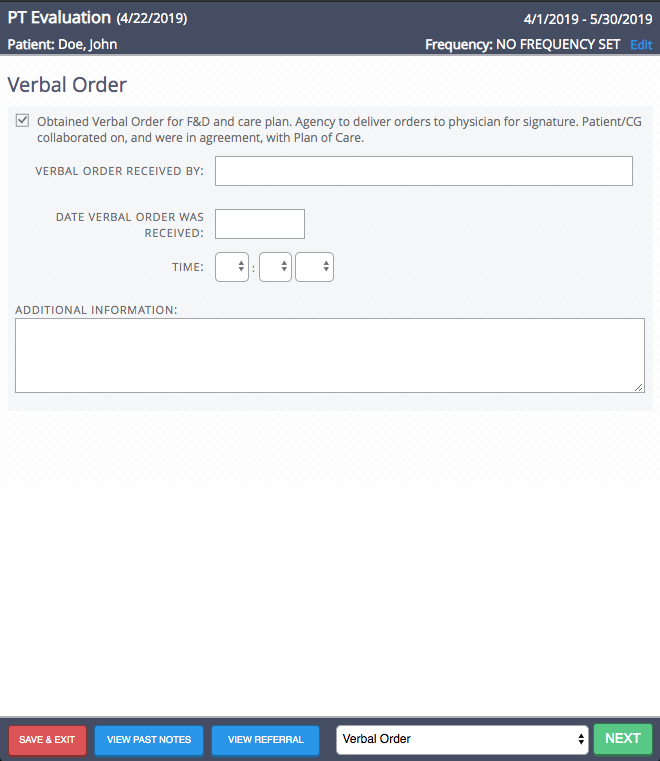 PT Evaluation (4/22/2019) 4/1/2019 - 5/30/2019
Patient: Doe, John Frequency: NO FREQUENCY SET Edit
Verbal Order
Obtained Verbal Order for F&D and care plan. Agency to deliver orders to physician for signature. Patient/CG
collaborated on, and were in agreement, with Plan of Care.
VERBAL ORDER RECEIVED BY:
DATE VERBAL ORDER WAS
RECEIVED:
TIME: :
ADDITIONAL INFORMATION:
SAVE & EXIT VIEW PAST NOTES VIEW REFERRAL Verbal Order NEXT